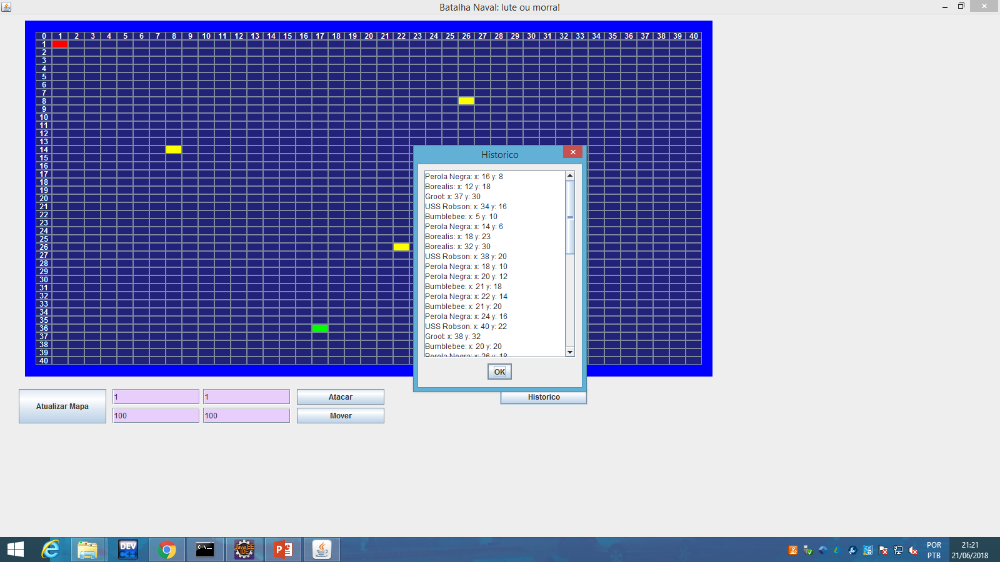 Batalha Naval: lute ou morra!
0 1 2 3 4 5 6 7 8 9 10 11 12 13 14 15 16 17 18 19 20 21 22 23 24 25 26 27 28 29 30 31 32 33 34 35 36 37 38 39 40
1
2
3
4
5
6
7
8
9
10
11
12
13
14
15
16
17
18
19
20
21
22
23
24
25
26
27
28
29
30
31
32
33
34
35
36
37
38
39
40
Historico
Perola Negra: x: 16 y: 8
Borealis: x: 12 y: 18
Groot: x: 37 y: 30
USS Robson: x: 34 y: 16
Bumblebee: x: 5 y: 10
Perola Negra: x: 14 y: 6
Borealis: x: 18 y: 23
Borealis: x: 32 y: 30
USS Robson: x: 38 y: 20
Perola Negra: x: 18 y: 10
Perola Negra: x: 20 y: 12
Bumblebee: x: 21 y: 18
Perola Negra: x: 22 y: 14
Bumblebee: x: 21 y: 20
Perola Negra: x: 24 y: 16
USS Robson: x: 40 y: 22
Groot: x: 38 y: 32
Bumblebee: x: 20 y: 20
Perola Negra: x: 26 y: 18
OK
Atualizar Mapa
1 1 Atacar
100 100 Mover
Historico
DEV C++
C:\
Java EE IDE
POR
PTB
21:21
21/06/2018